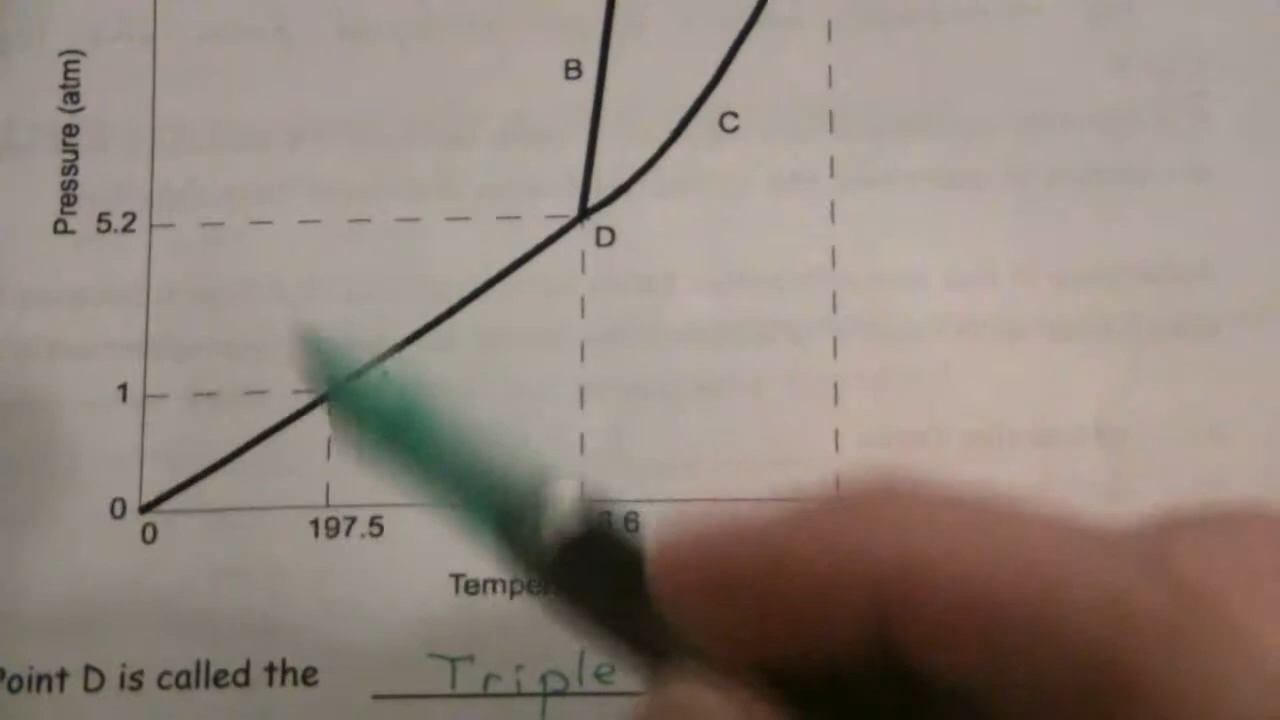 Pressure (atm)
B
C
5.2
D
1
0
0
197.5
Point D is called the Triple